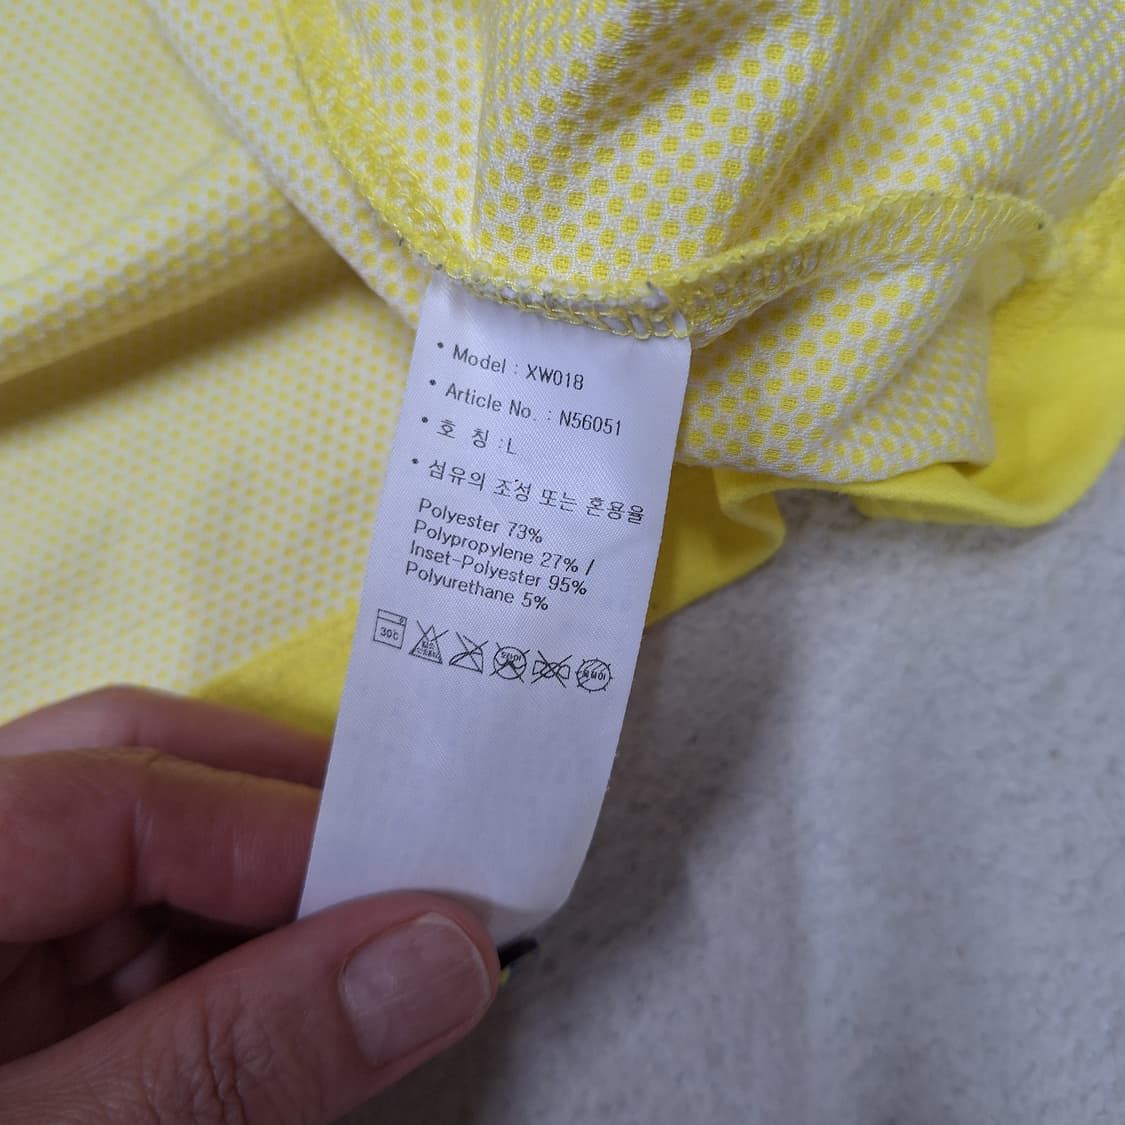 • Model : XW018
• Article No. : N56051
• 호 칭 : L
• 섬유의 조성 또는 혼용율
Polyester 73%
Polypropylene 27% /
Inset-Polyester 95%
Polyurethane 5%
30℃